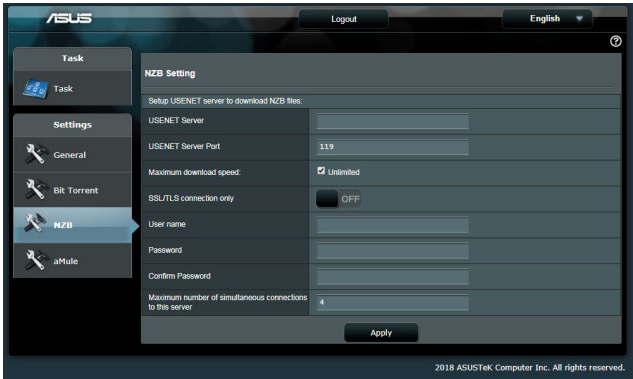 ASUS
Logout
English
Task
Task
Settings
General
Bit Torrent
NZB
aMule
NZB Setting
Setup USENET server to download NZB files:
USENET Server
USENET Server Port 119
Maximum download speed: Unlimited
SSL/TLS connection only OFF
User name
Password
Confirm Password
Maximum number of simultaneous connections
to this server 4
Apply
2018 ASUSTeK Computer Inc. All rights reserved.